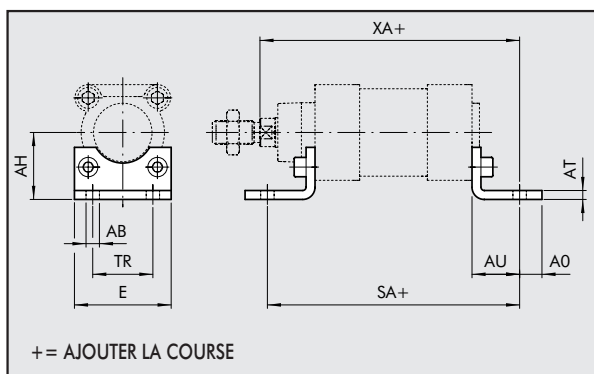 XA+
AH
AT
AB
TR
E
AU
A0
SA+
+= AJOUTER LA COURSE